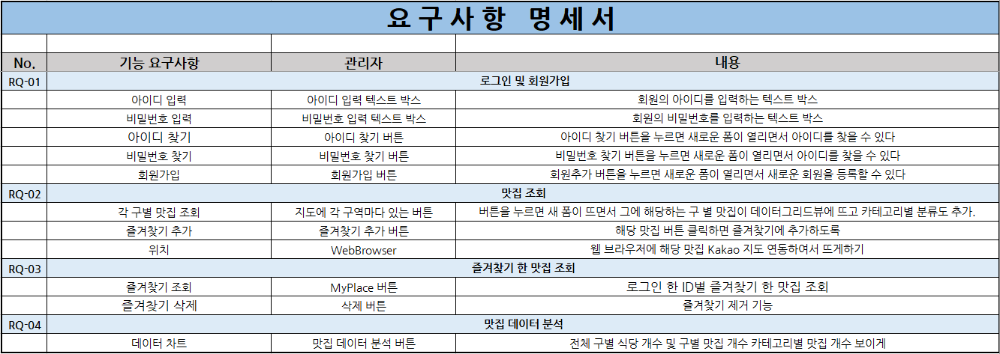 요구사항 명세서
No. 기능 요구사항 관리자 내용
RQ-01 로그인 및 회원가입
아이디 입력 아이디 입력 텍스트 박스 회원의 아이디를 입력하는 텍스트 박스
비밀번호 입력 비밀번호 입력 텍스트 박스 회원의 비밀번호를 입력하는 텍스트 박스
아이디 찾기 아이디 찾기 버튼 아이디 찾기 버튼을 누르면 새로운 폼이 열리면서 아이디를 찾을 수 있다
비밀번호 찾기 비밀번호 찾기 버튼 비밀번호 찾기 버튼을 누르면 새로운 폼이 열리면서 아이디를 찾을 수 있다
회원가입 회원가입 버튼 회원추가 버튼을 누르면 새로운 폼이 열리면서 새로운 회원을 등록할 수 있다
RQ-02 맛집 조회
각 구별 맛집 조회 지도에 각 구역마다 있는 버튼 버튼을 누르면 새 폼이 뜨면서 그에 해당하는 구 별 맛집이 데이터그리드뷰에 뜨고 카테고리별 분류도 추가.
즐겨찾기 추가 즐겨찾기 추가 버튼 해당 맛집 버튼 클릭하면 즐겨찾기에 추가하도록
위치 WebBrowser 웹 브라우저에 해당 맛집 Kakao 지도 연동하여서 뜨게하기
RQ-03 즐겨찾기 한 맛집 조회
즐겨찾기 조회 MyPlace 버튼 로그인 한 ID별 즐겨찾기 한 맛집 조회
즐겨찾기 삭제 삭제 버튼 즐겨찾기 제거 기능
RQ-04 맛집 데이터 분석
데이터 차트 맛집 데이터 분석 버튼 전체 구별 식당 개수 및 구별 맛집 개수 카테고리별 맛집 개수 보이게